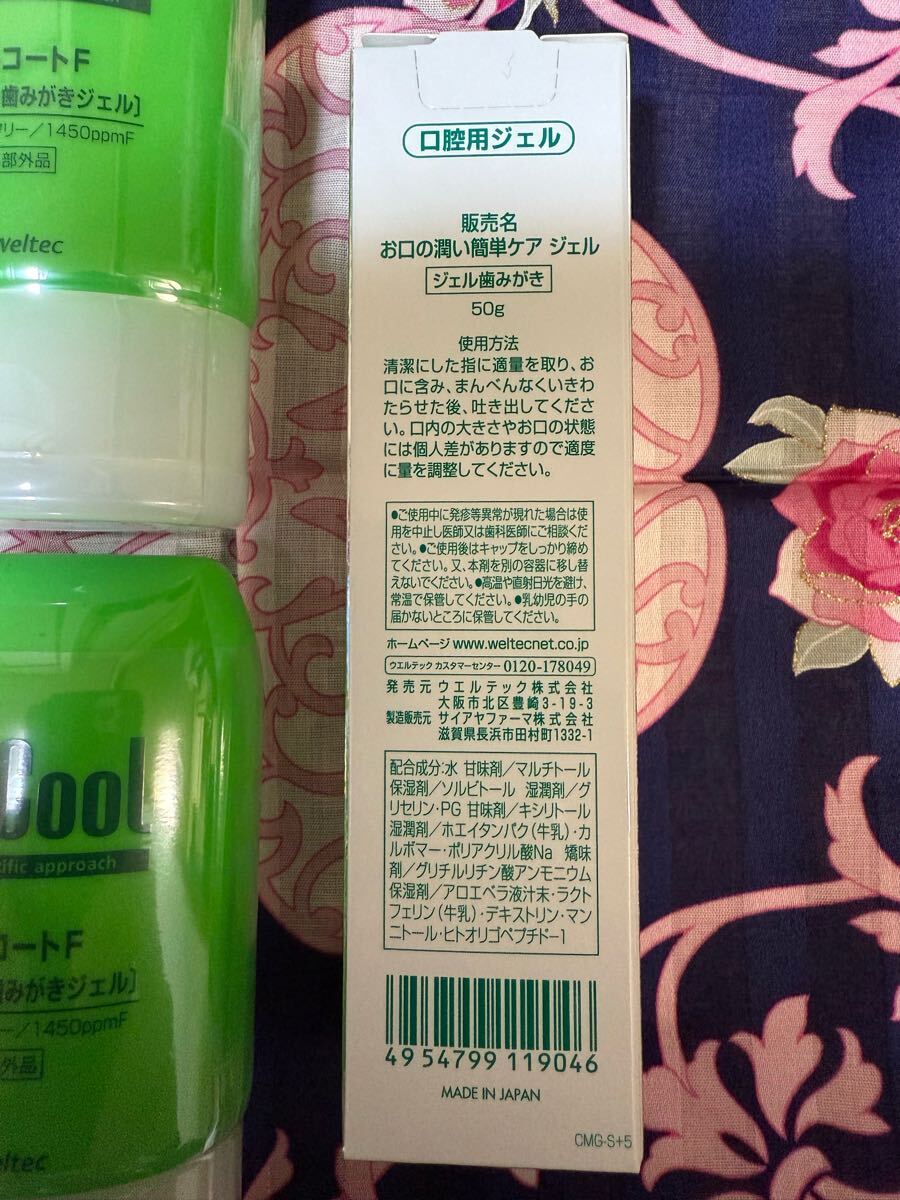 コートF
歯みがきジェル]
リー/1450ppmF
部外品
weltec
Cool
ific approach
コートF
歯みがきジェル]
ー/1450ppmF
外品
eltec
口腔用ジェル
販売名
お口の潤い簡単ケア ジェル
ジェル歯みがき
50g
使用方法
清潔にした指に適量を取り、お
口に含み、まんべんなくいきわ
たらせた後、吐き出してくださ
い。口内の大きさやお口の状態
には個人差がありますので適度
に量を調整してください。
●ご使用中に発疹等異常が現れた場合は使
用を中止し医師又は歯科医師にご相談くだ
さい。●ご使用後はキャップをしっかり締め
てください。又、本剤を別の容器に移し替
えないでください。●高温や直射日光を避け、
常温で保管してください。●乳幼児の手の
届かないところに保管してください。
ホームページ www.weltecnet.co.jp
ウエルテック カスタマーセンター 0120-178049
発売元 ウエルテック株式会社
大阪市北区豊崎3-19-3
製造販売元 サイアヤファーマ株式会社
滋賀県長浜市田村町1332-1
配合成分:水 甘味剤/マルチトール
保湿剤/ソルビトール 湿潤剤/グ
リセリン・PG 甘味剤/キシリトール
湿潤剤/ホエイタンパク(牛乳)・カ
ルボマー・ポリアクリル酸Na 矯味
剤/グリチルリチン酸アンモニウム
保湿剤/アロエベラ液汁末・ラクト
フェリン(牛乳)・デキストリン・マン
ニトール・ヒトオリゴペプチド-1
49 54799 119046
MADE IN JAPAN
CMG-S+5